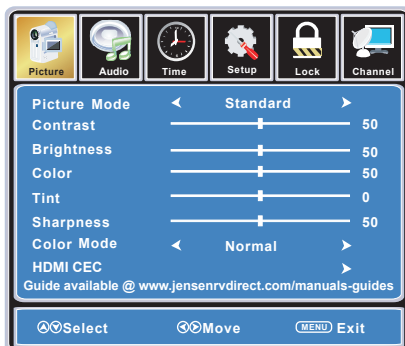 Picture Audio Time Setup Lock Channel
Picture Mode Standard
Contrast 50
Brightness 50
Color 50
Tint 0
Sharpness 50
Color Mode Normal
HDMI CEC
Guide available @ www.jensenrvdirect.com/manuals-guides
Select Move MENU Exit